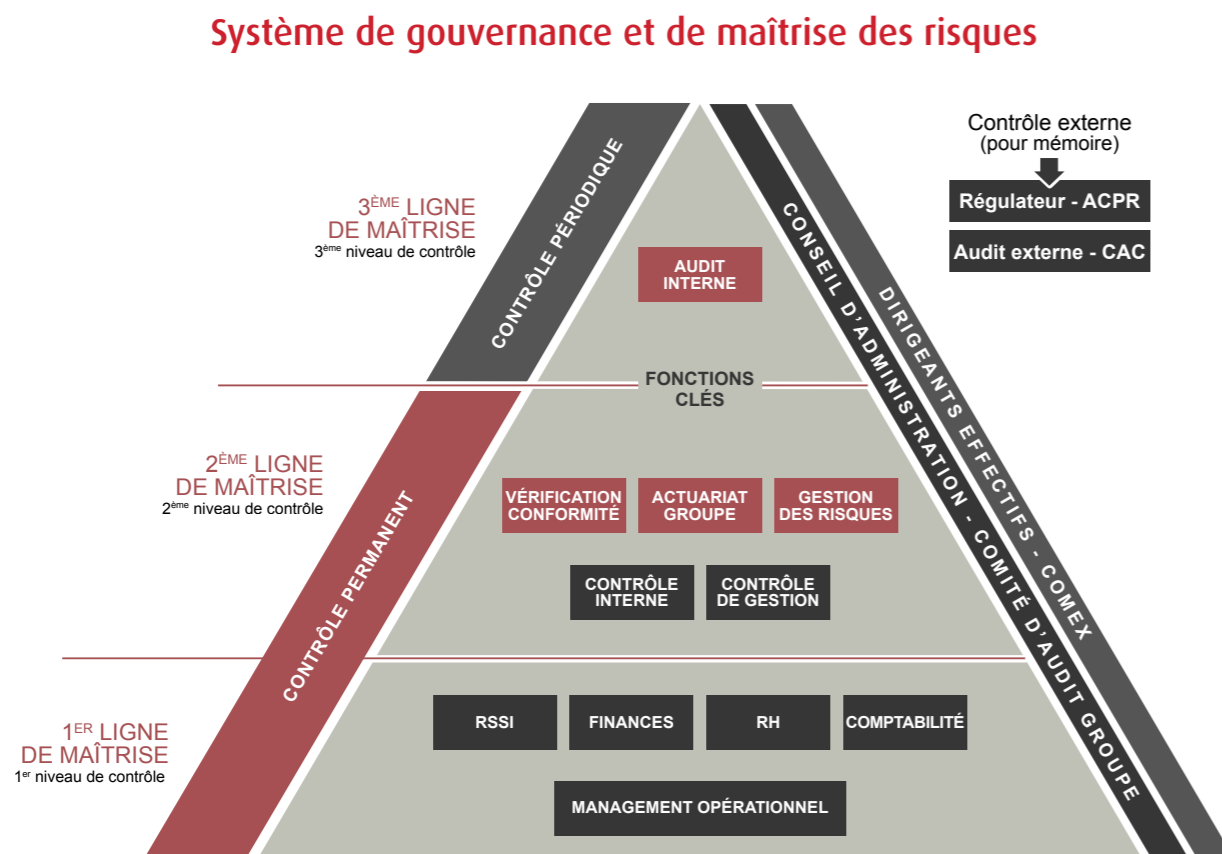 Système de gouvernance et de maîtrise des risques
Contrôle externe
(pour mémoire)
Régulateur - ACPR
Audit externe - CAC
3ÈME LIGNE
DE MAÎTRISE
3ème niveau de contrôle
CONTRÔLE PÉRIODIQUE
AUDIT
INTERNE
CONSEIL D'ADMINISTRATION - COMITÉ D'AUDIT GROUPE
DIRIGEANTS EFFECTIFS - COMEX
FONCTIONS
CLÉS
2ÈME LIGNE
DE MAÎTRISE
2ème niveau de contrôle
CONTRÔLE PERMANENT
VÉRIFICATION
CONFORMITÉ
ACTUARIAT
GROUPE
GESTION
DES RISQUES
CONTRÔLE
INTERNE
CONTRÔLE
DE GESTION
1ER LIGNE
DE MAÎTRISE
1er niveau de contrôle
RSSI
FINANCES
RH
COMPTABILITÉ
MANAGEMENT OPÉRATIONNEL